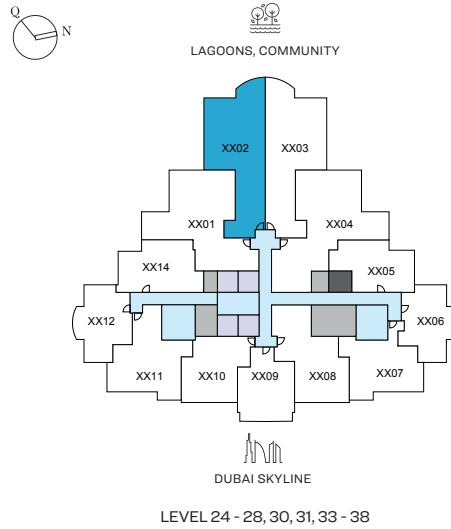 Q
N
LAGOONS, COMMUNITY
XX02
XX03
XX01
XX04
XX14
XX05
XX12
XX06
XX11
XX10
XX09
XX08
XX07
DUBAI SKYLINE
LEVEL 24 - 28, 30, 31, 33 - 38